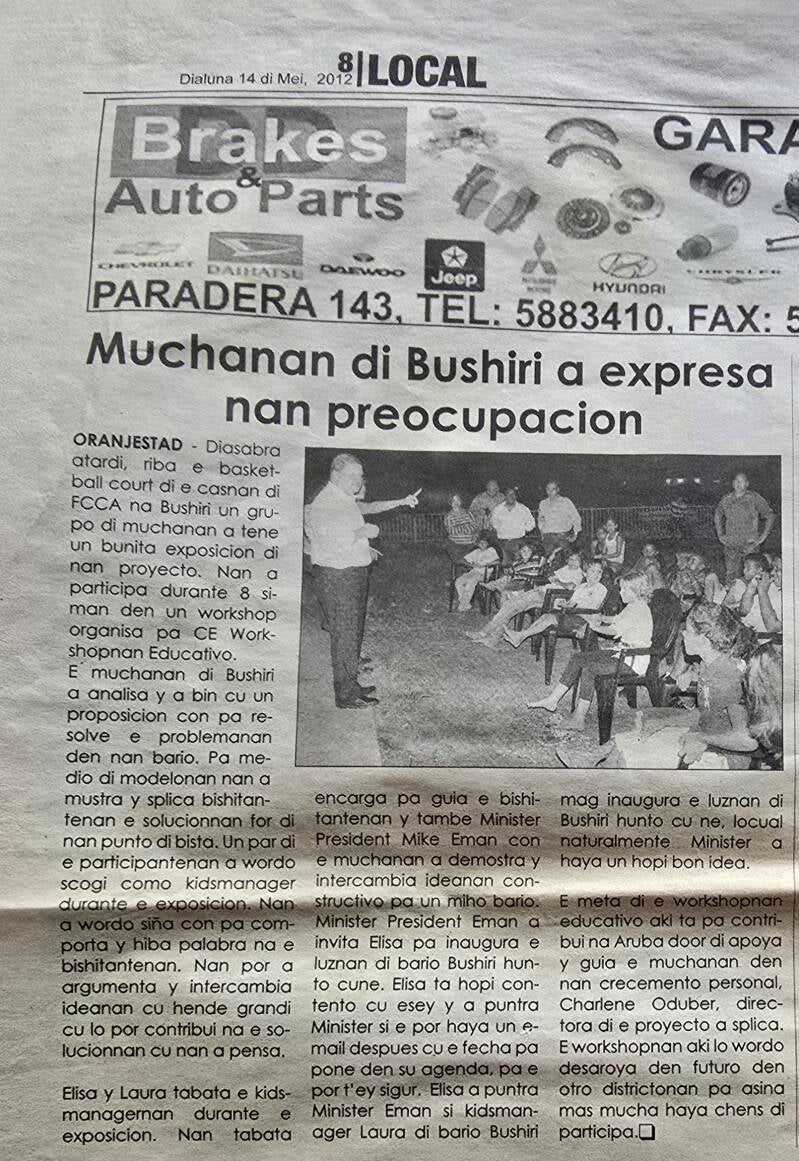 Dialuna 14 di Mei, 2012
8|LOCAL
DD
Brakes
&
Auto Parts
GARA
CHEVROLET
DAIHATSU
DAEWOO
Jeep
MITSUBISHI
HYUNDAI
CHRYSLER
PARADERA 143, TEL: 5883410, FAX: 5
Muchanan di Bushiri a expresa
nan preocupacion
ORANJESTAD - Diasabra
atardi, riba e basket-
ball court di e casnan di
FCCA na Bushiri un gru-
po di muchanan a tene
un bunita exposicion di
nan proyecto. Nan a
participa durante 8 si-
man den un workshop
organisa pa CE Work-
shopnan Educativo.
E´ muchanan di Bushiri
a analisa y a bin cu un
proposicion con pa re-
solve e problemanan
den nan bario. Pa me-
dio di modelonan nan a
mustra y splica bishitan-
tenan e solucionnan for di
nan punto di bista. Un par di
e participantenan a wordo
scogi como kidsmanager
durante e exposicion. Nan
a wordo siña con pa com-
porta y hiba palabra na e
bishitantenan. Nan por a
argumenta y intercambia
ideanan cu hende grandi
cu lo por contribui na e so-
lucionnan cu nan a pensa.
Elisa y Laura tabata e kids-
managernan durante e
exposicion. Nan tabata
encarga pa guia e bishi-
tantenan y tambe Minister
President Mike Eman con
e muchanan a demostra y
intercambia ideanan con-
structivo pa un miho bario.
Minister President Eman a
invita Elisa pa inaugura e
luznan di bario Bushiri hun-
to cune. Elisa ta hopi con-
tento cu esey y a puntra
Minister si e por haya un e-
mail despues cu e fecha pa
pone den su agenda, pa e
por t'ey sigur. Elisa a puntra
Minister Eman si kidsman-
ager Laura di bario Bushiri
mag inaugura e luznan di
Bushiri hunto cu ne, locual
naturalmente Minister a
haya un hopi bon idea.
E meta di e workshopnan
educativo aki ta pa contri-
bui na Aruba door di apoya
y guia e muchanan den
nan crecemento personal,
Charlene Oduber, direc-
tora di e proyecto a splica.
E workshopnan aki lo wordo
desaroya den futuro den
otro districtonan pa asina
mas mucha haya chens di
participa.❑